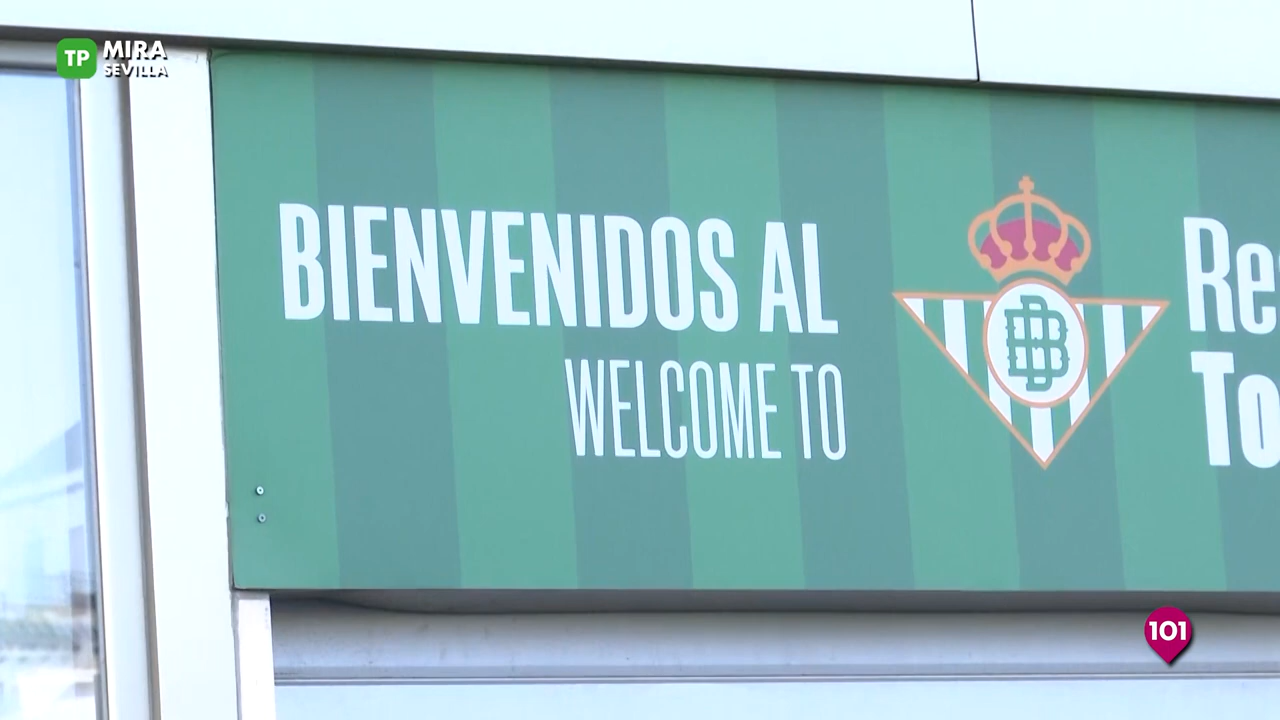 TP MIRA
SEVILLA
BIENVENIDOS AL
WELCOME TO
101